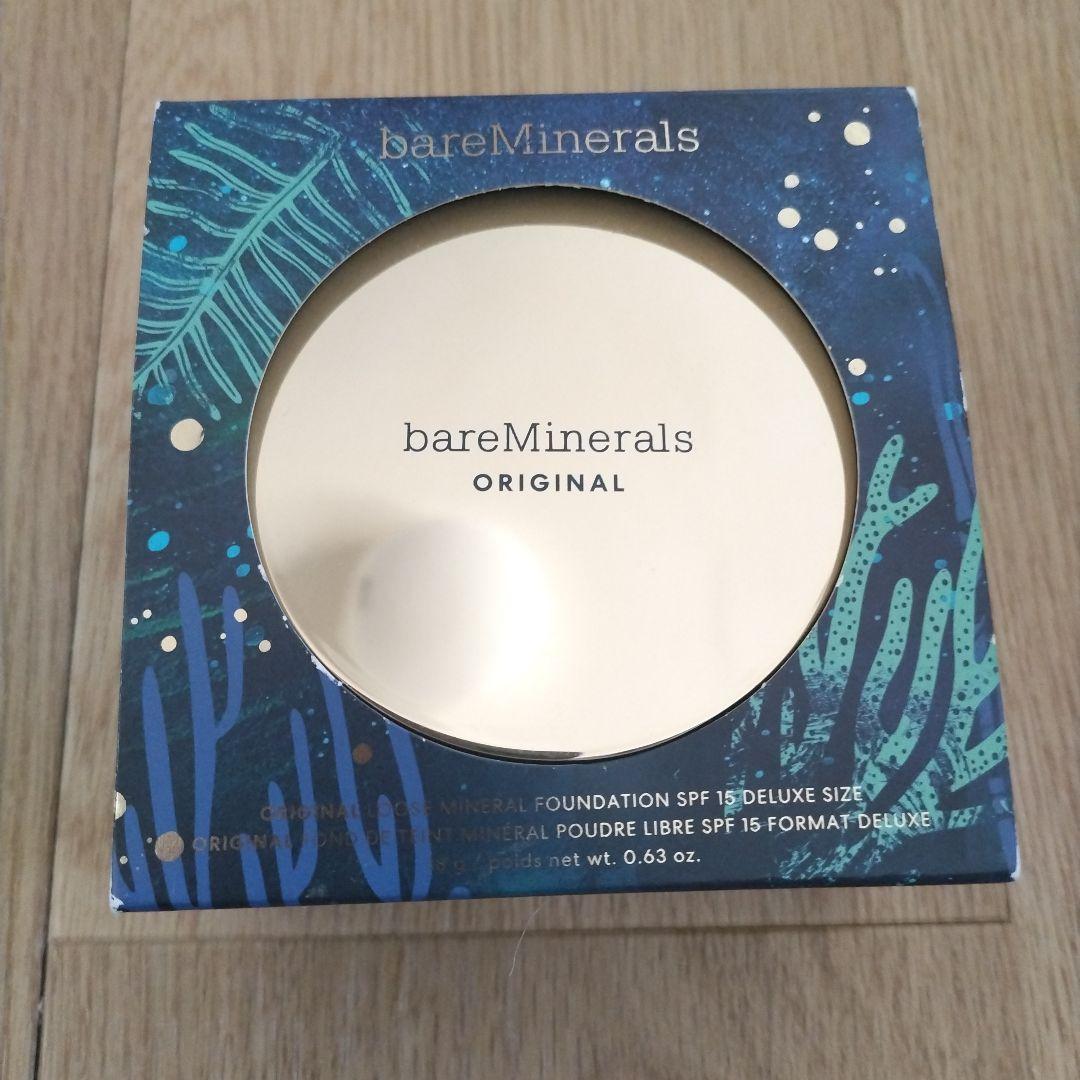 bareMinerals
bareMinerals
ORIGINAL
ORIGINAL LOOSE MINERAL FOUNDATION SPF 15 DELUXE SIZE
ORIGINAL FOND DE TEINT MINÉRAL POUDRE LIBRE SPF 15 FORMAT DELUXE
g / poids net wt. 0.63 oz.